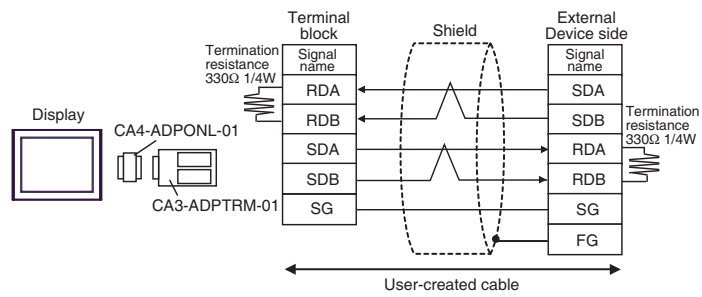 Terminal
block
Shield
External
Device side
Termination
resistance
330Ω 1/4W
Signal
name
Signal
name
RDA
SDA
RDB
SDB
SDA
RDA
SDB
RDB
SG
SG
FG
Termination
resistance
330Ω 1/4W
Display
CA4-ADPONL-01
CA3-ADPTRM-01
User-created cable